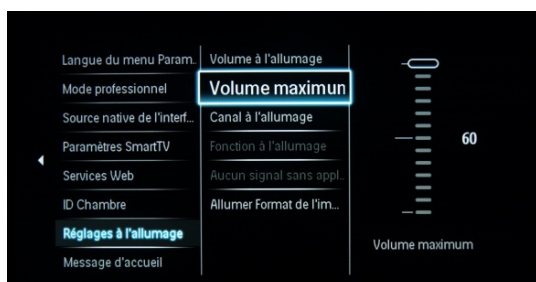 Langue du menu Param.
Mode professionnel
Source native de l'interf...
Paramètres SmartTV
Services Web
ID Chambre
Réglages à l'allumage
Message d'accueil
Volume à l'allumage
Volume maximun
Canal à l'allumage
Fonction à l'allumage
Aucun signal sans appl.
Allumer Format de l'im...
60
Volume maximum